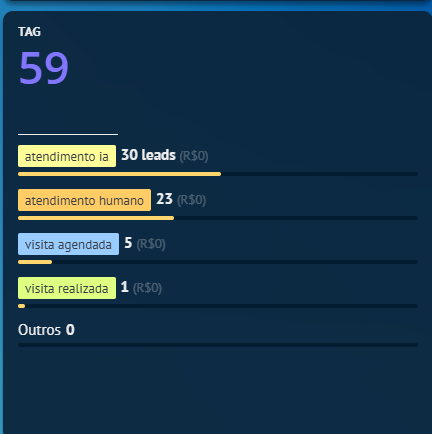 TAG
59
atendimento ia 30 leads (R$0)
atendimento humano 23 (R$0)
visita agendada 5 (R$0)
visita realizada 1 (R$0)
Outros 0